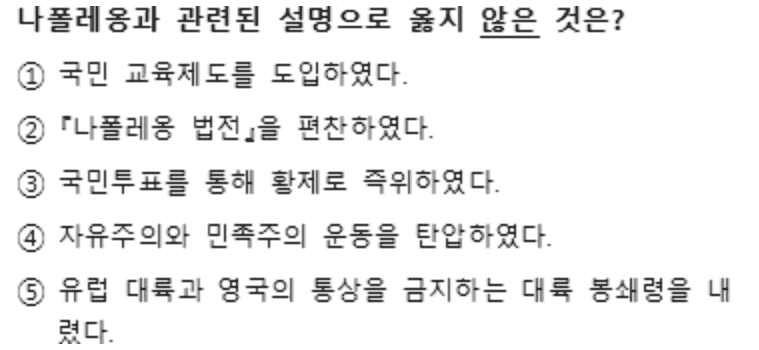 나폴레옹과 관련된 설명으로 옳지 않은 것은?
① 국민 교육제도를 도입하였다.
② 『나폴레옹 법전』을 편찬하였다.
③ 국민투표를 통해 황제로 즉위하였다.
④ 자유주의와 민족주의 운동을 탄압하였다.
⑤ 유럽 대륙과 영국의 통상을 금지하는 대륙 봉쇄령을 내
렸다.